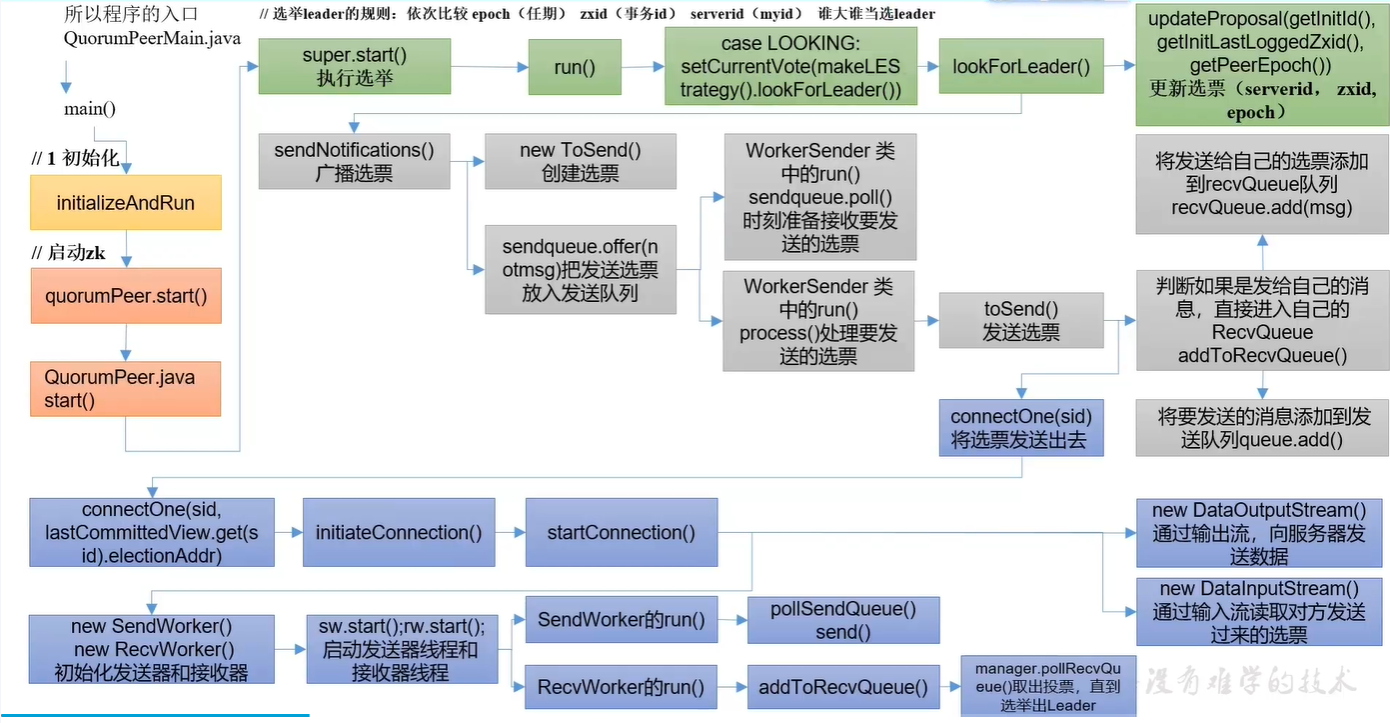 所以程序的入口
QuorumPeerMain.java
main()
// 1 初始化
initializeAndRun
// 启动zk
quorumPeer.start()
QuorumPeer.java
start()
// 选举leader的规则：依次比较 epoch（任期） zxid（事务id） serverid（myid） 谁大谁当选leader
super.start()
执行选举
run()
case LOOKING:
setCurrentVote(makeLES
trategy().lookForLeader())
lookForLeader()
updateProposal(getInitId(),
getInitLastLoggedZxid(),
getPeerEpoch())
更新选票（serverid， zxid,
epoch）
sendNotifications()
广播选票
new ToSend()
创建选票
sendqueue.offer(n
otmsg)把发送选票
放入发送队列
WorkerSender 类
中的run()
sendqueue.poll()
时刻准备接收要发
送的选票
WorkerSender 类
中的run()
process()处理要发
送的选票
toSend()
发送选票
将发送给自己的选票添加
到recvQueue队列
recvQueue.add(msg)
判断如果是发给自己的消
息，直接进入自己的
RecvQueue
addToRecvQueue()
将要发送的消息添加到发
送队列queue.add()
connectOne(sid)
将选票发送出去
connectOne(sid,
lastCommittedView.get(s
id).electionAddr)
initiateConnection()
startConnection()
new DataOutputStream()
通过输出流，向服务器发
送数据
new DataInputStream()
通过输入流读取对方发送
过来的选票
new SendWorker()
new RecvWorker()
初始化发送器和接收器
sw.start();rw.start();
启动发送器线程和
接收器线程
SendWorker的run()
pollSendQueue()
send()
RecvWorker的run()
addToRecvQueue()
manager.pollRecvQu
eue()取出投票，直到
选举出Leader
没有难学的技术